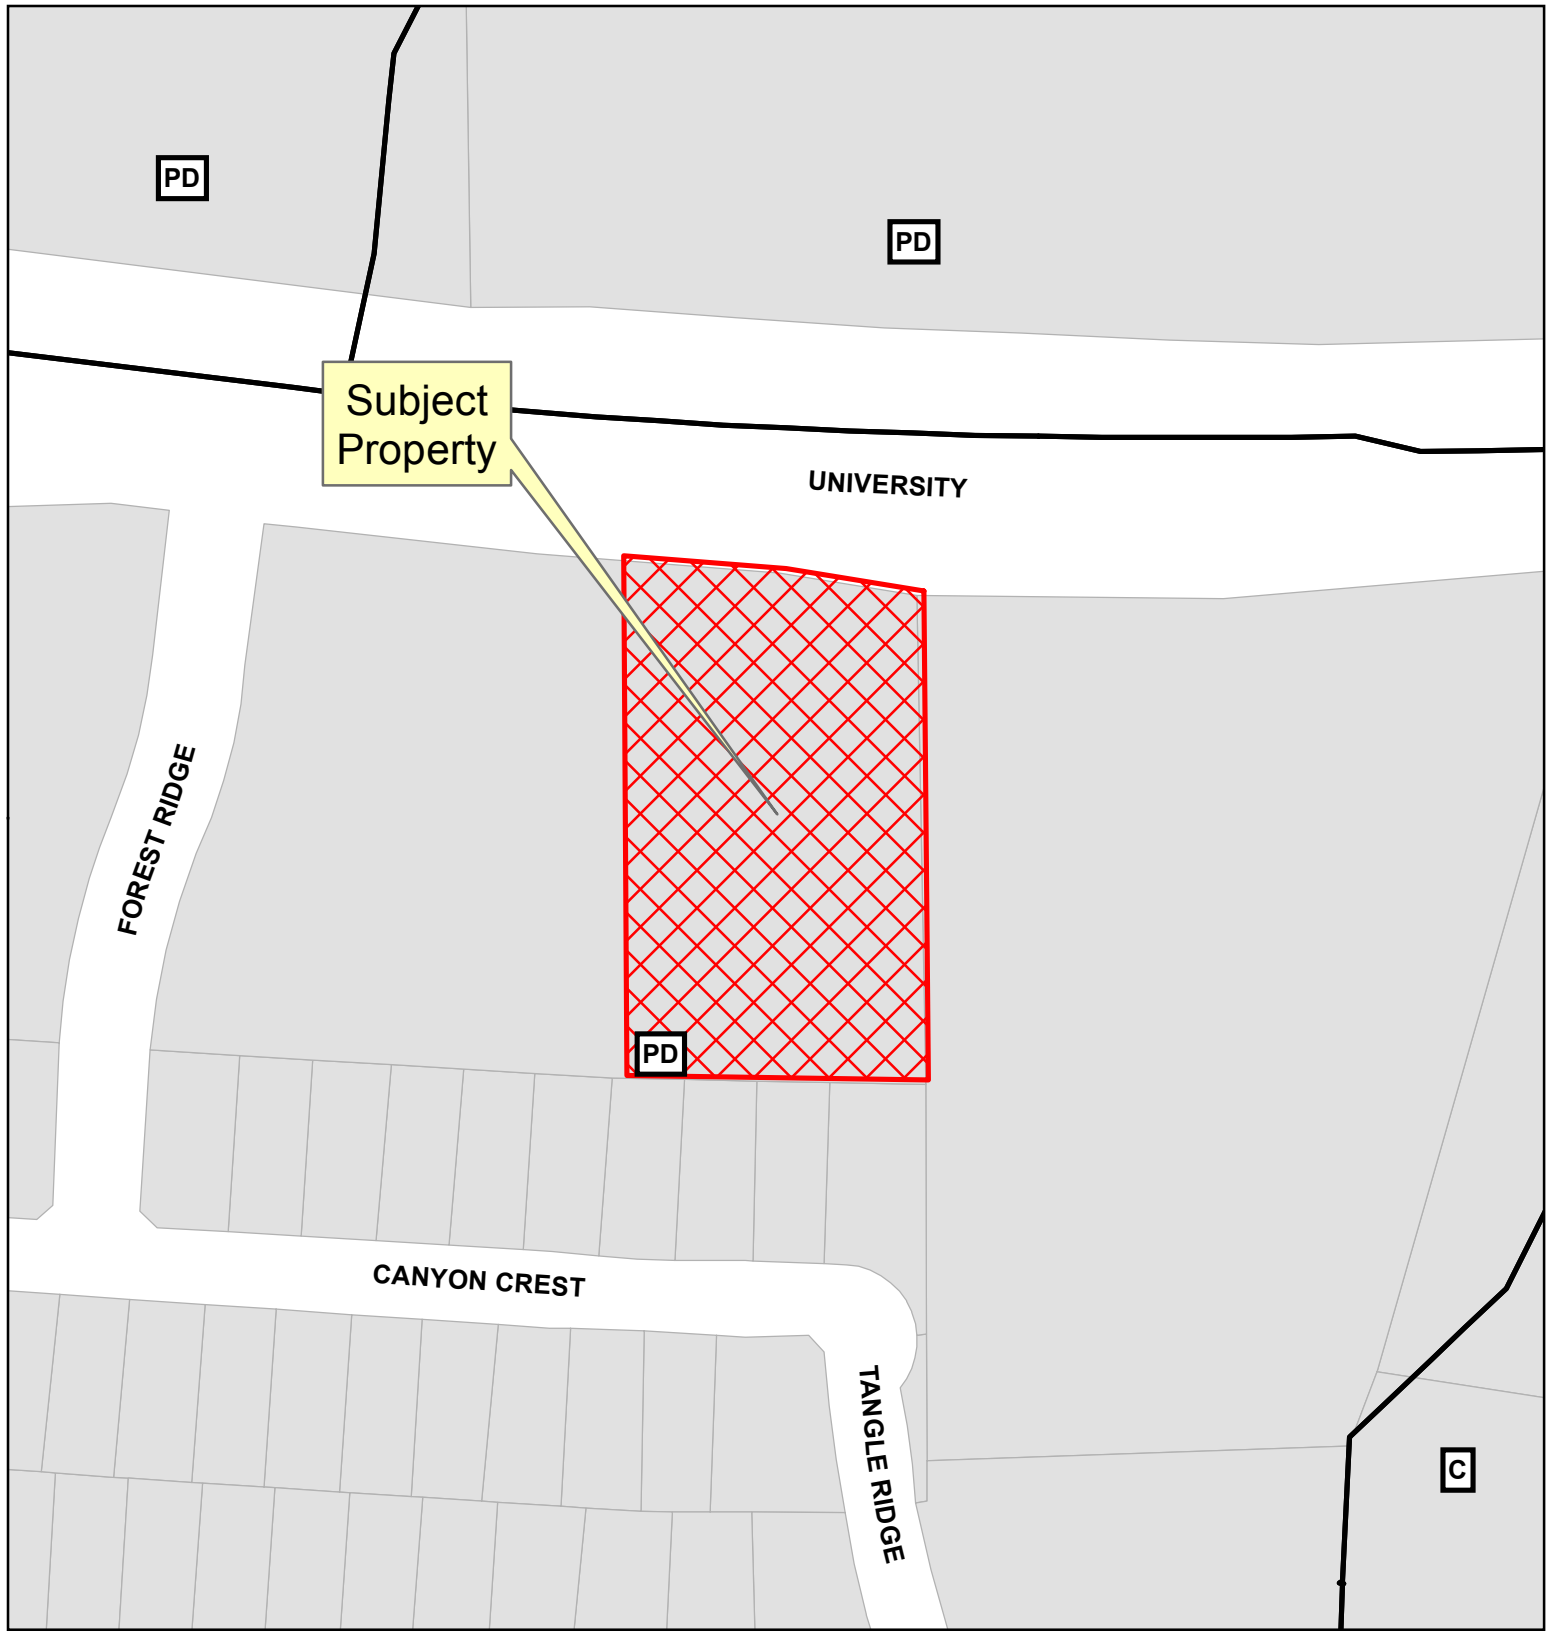 PD
PD
Subject
Property
UNIVERSITY
FOREST RIDGE
PD
CANYON CREST
TANGLE RIDGE
C